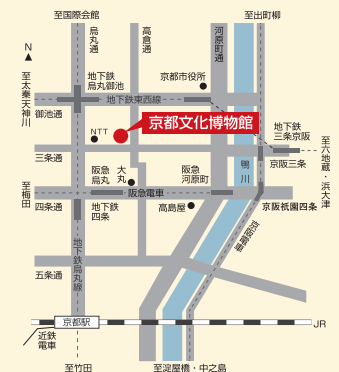 至国際会館
至出町柳
烏丸通
高倉通
河原町通
N
至太秦天神川
地下鉄
烏丸御池
京都市役所
地下鉄東西線
御池通
NTT
京都文化博物館
地下鉄
三条京阪
至六地蔵・浜大津
三条通
京阪三条
鴨川
至梅田
阪急
烏丸
大丸
阪急
河原町
阪急電車
四条通
地下鉄
四条
高島屋
京阪祇園四条
京阪電車
地下鉄烏丸線
五条通
京都駅
JR
近鉄
電車
至竹田
至淀屋橋・中之島